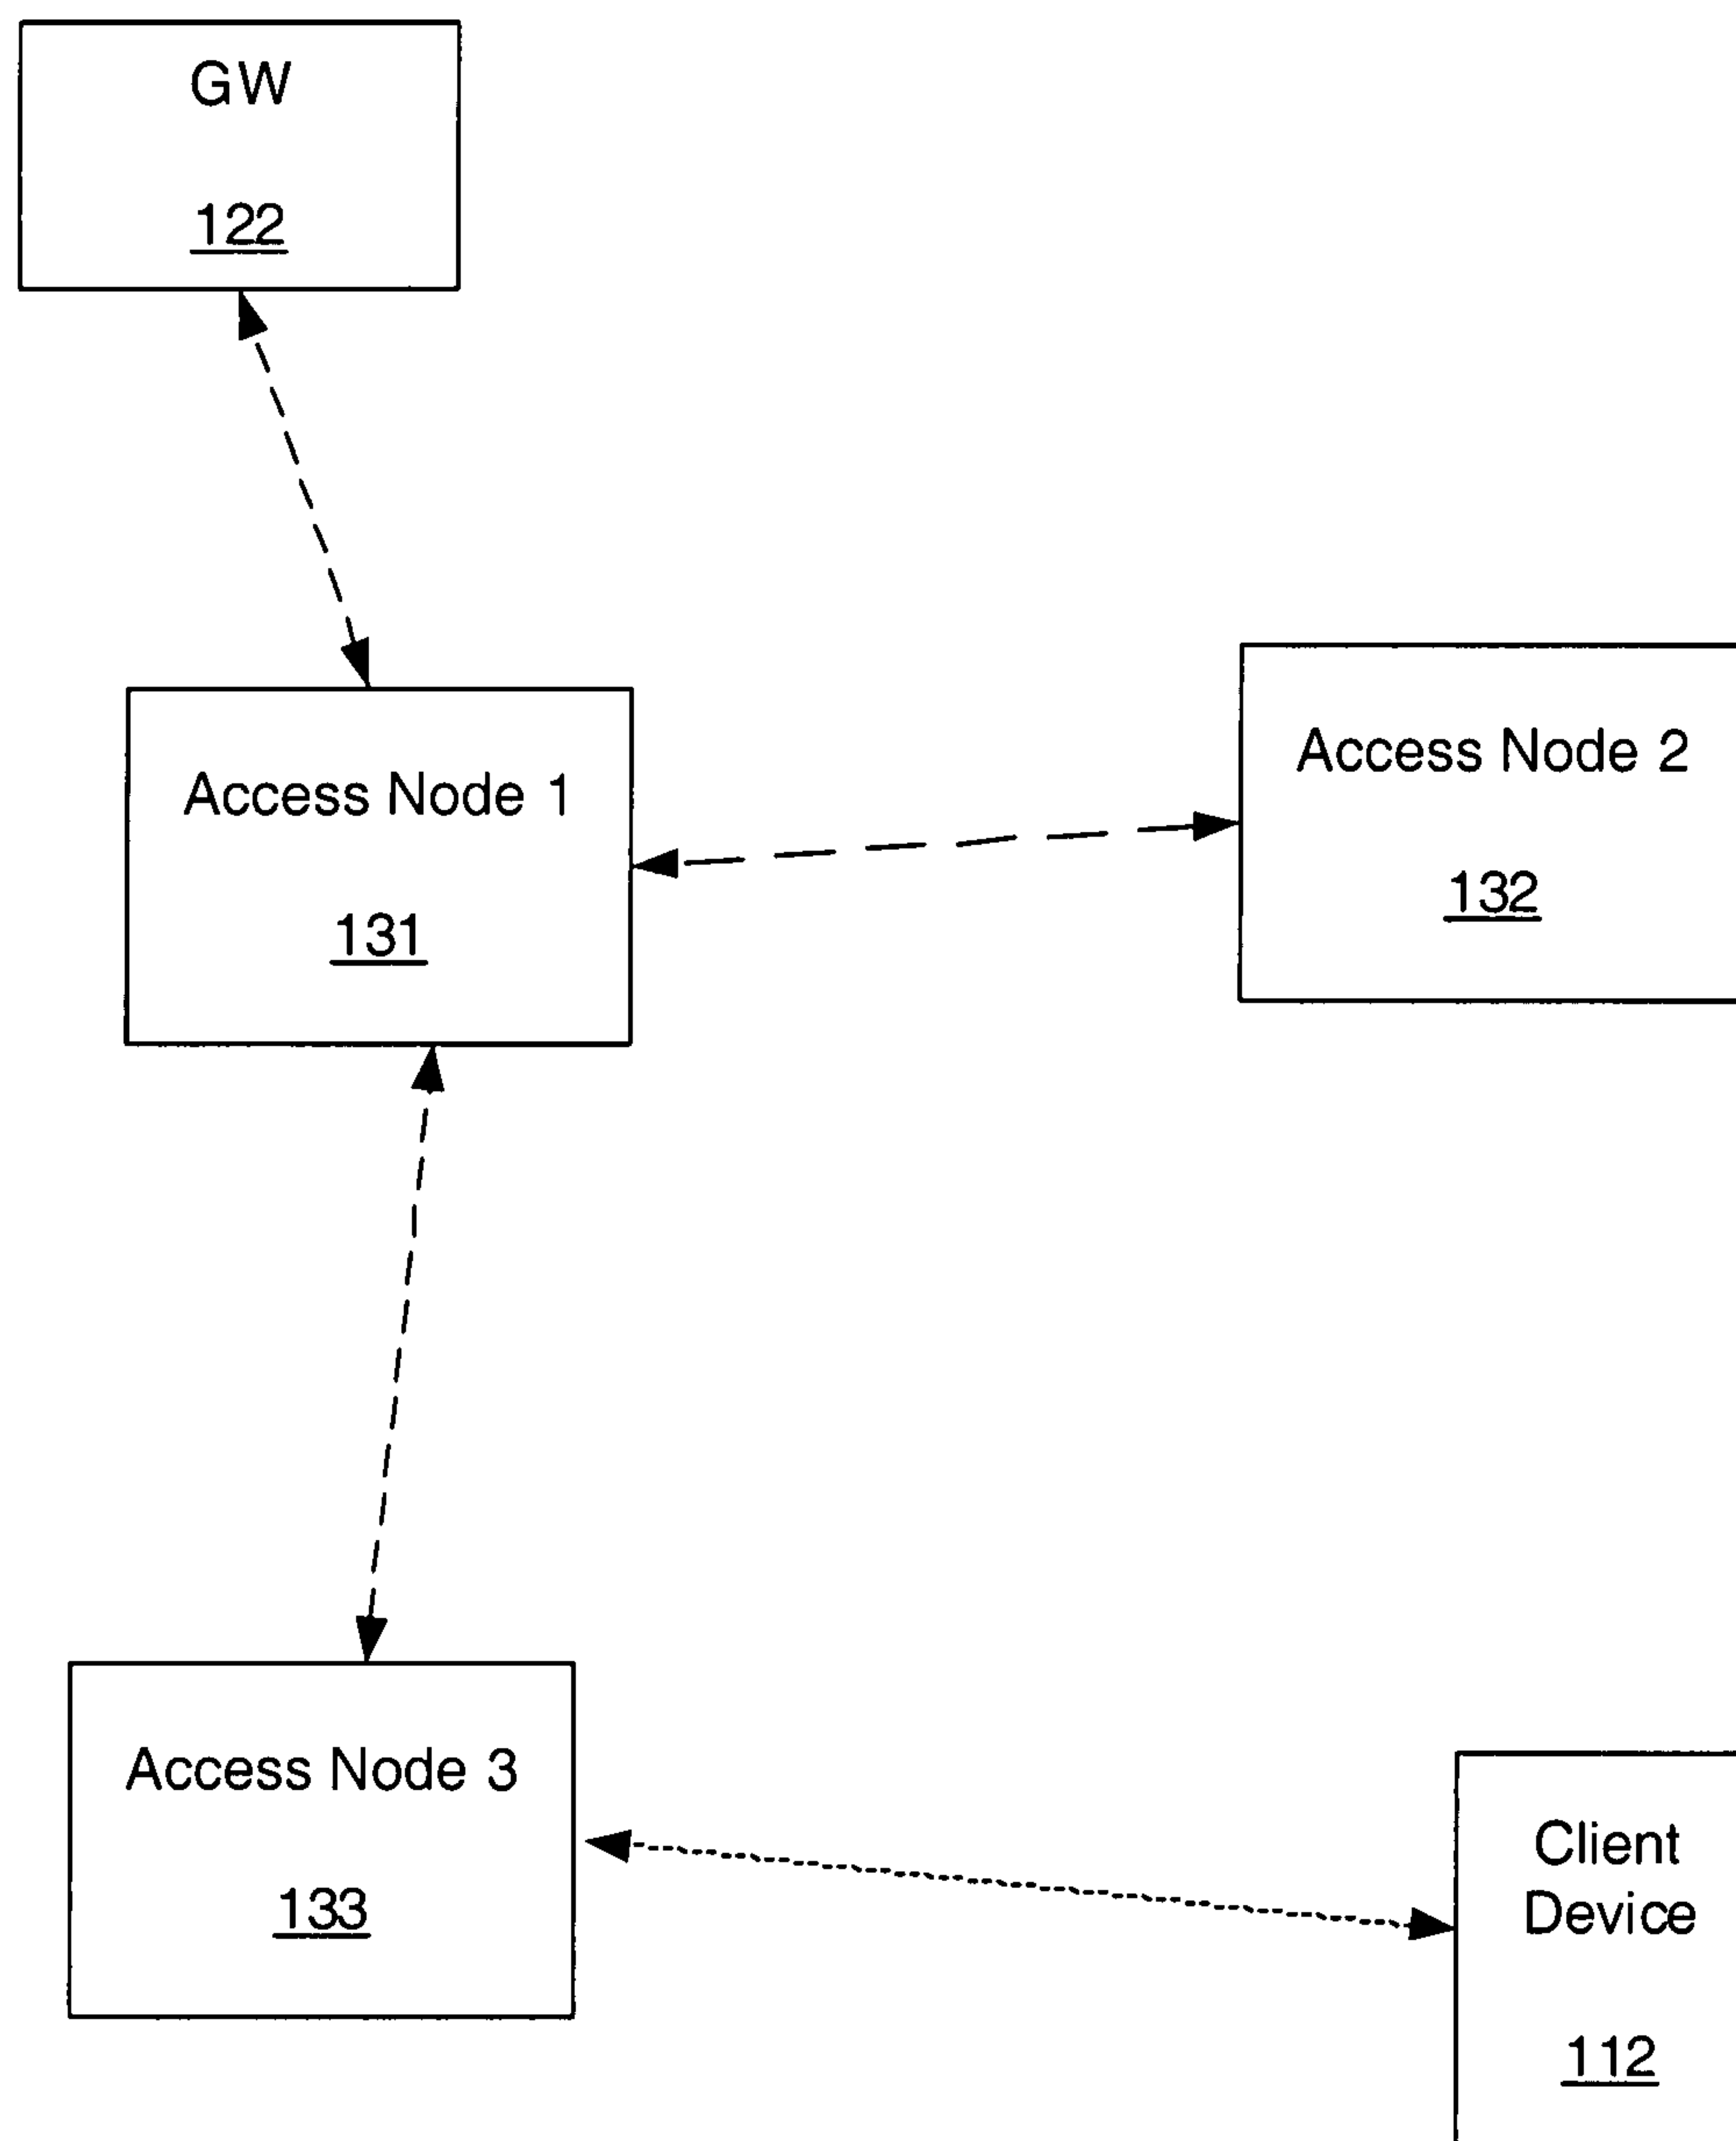 GW
122
Access Node 1
131
Access Node 2
132
Access Node 3
133
Client
Device
112